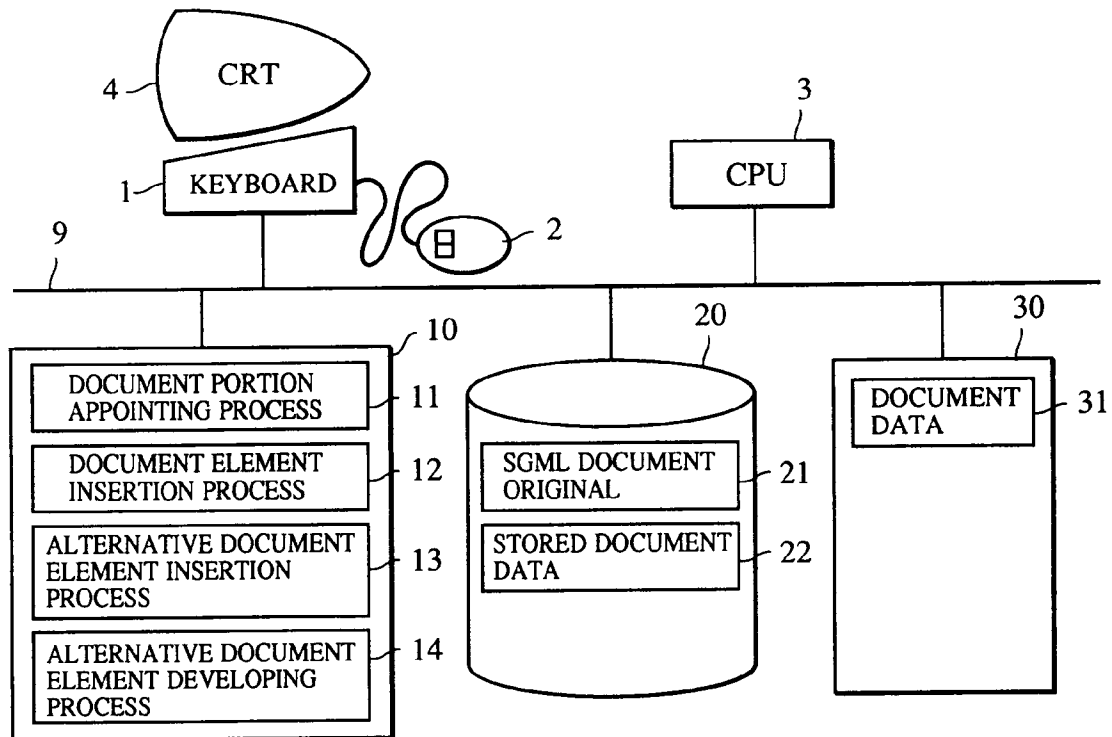 4
CRT
3
1
KEYBOARD
CPU
2
9
10
20
30
DOCUMENT PORTION
APPOINTING PROCESS
11
DOCUMENT
DATA
31
DOCUMENT ELEMENT
INSERTION PROCESS
12
SGML DOCUMENT
ORIGINAL
21
ALTERNATIVE DOCUMENT
ELEMENT INSERTION
PROCESS
13
STORED DOCUMENT
DATA
22
ALTERNATIVE DOCUMENT
ELEMENT DEVELOPING
PROCESS
14